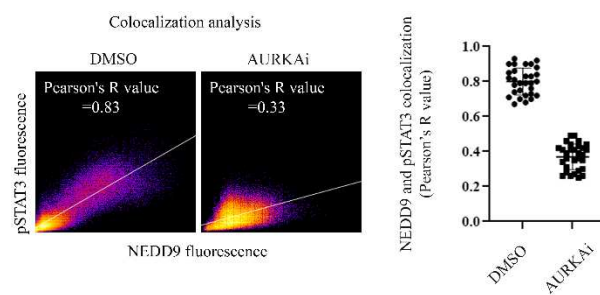 Colocalization analysis
DMSO
AURKAi
Pearson's R value
=0.83
Pearson's R value
=0.33
pSTAT3 fluorescence
NEDD9 fluorescence
NEDD9 and pSTAT3 colocalization
(Pearson's R value)
1.0
0.8
0.6
0.4
0.2
0.0
DMSO
AURKAi